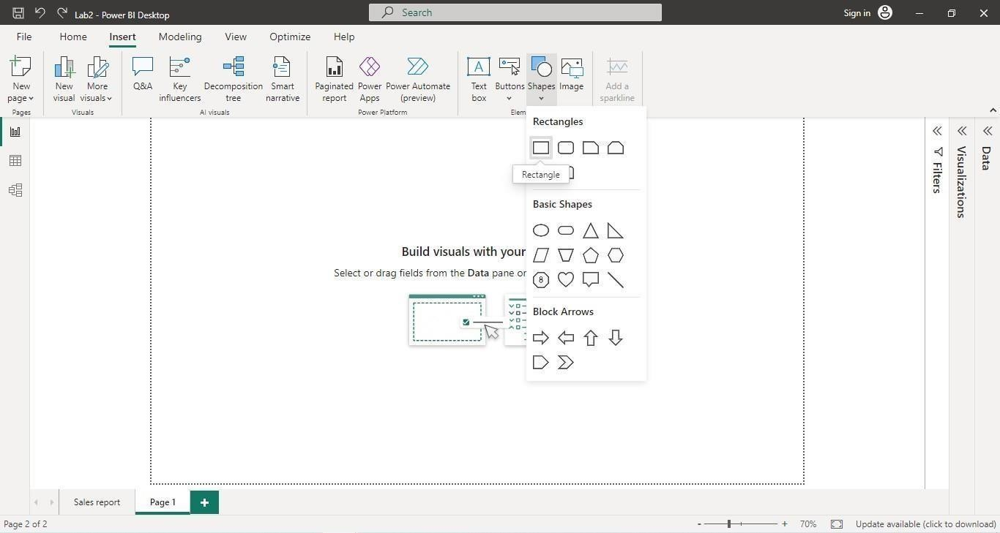 Lab2 - Power BI Desktop
Search
Sign in
File Home Insert Modeling View Optimize Help
New page
New visual
More visuals
Q&A
Key influencers
Decomposition tree
Smart narrative
Paginated report
Power Apps
Power Automate (preview)
Text box
Buttons
Shapes
Image
Add a sparkline
Pages
Visuals
AI visuals
Power Platform
Elem
Rectangles
Rectangle
Basic Shapes
8
Block Arrows
Build visuals with your
Select or drag fields from the Data pane or
Filters
Visualizations
Data
Sales report
Page 1
+
Page 2 of 2
- + 70%
Update available (click to download)